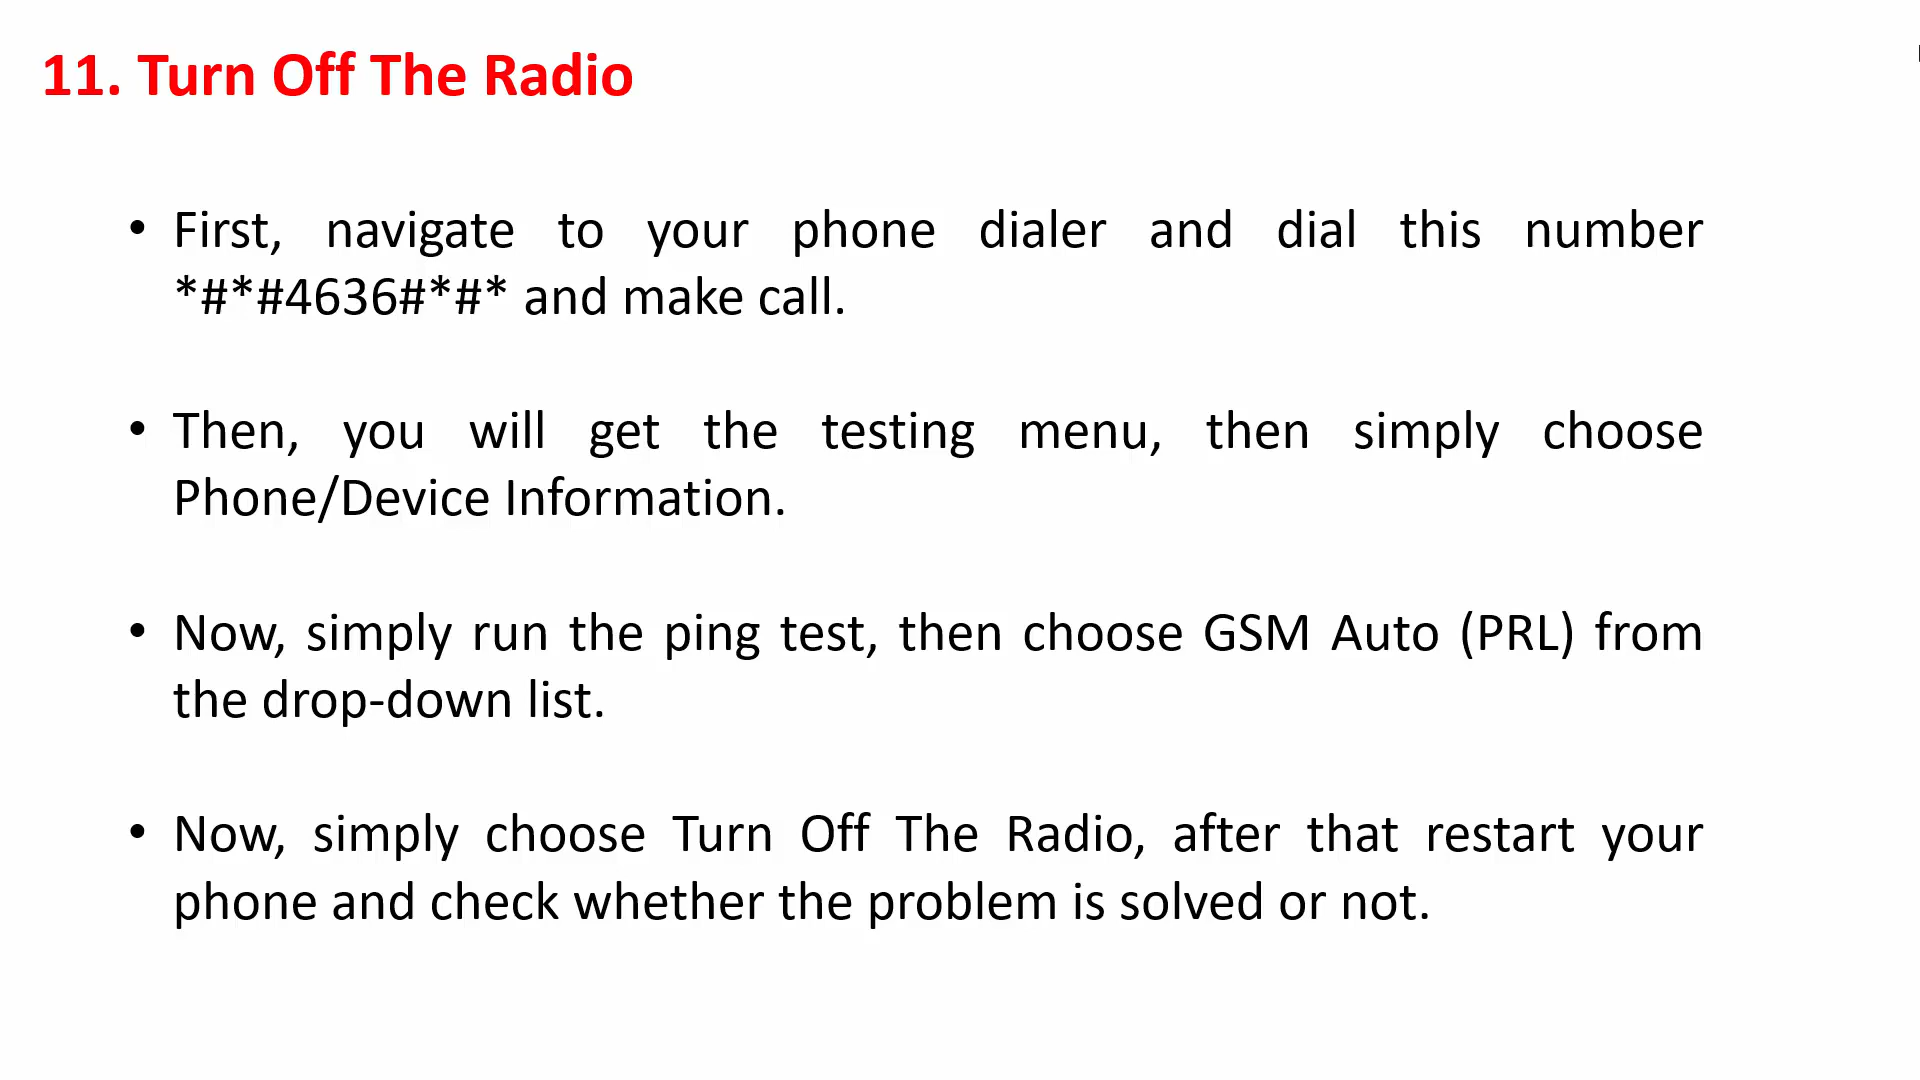 11. Turn Off The Radio
• First, navigate to your phone dialer and dial this number
*#*#4636#*#* and make call.
• Then, you will get the testing menu, then simply choose
Phone/Device Information.
• Now, simply run the ping test, then choose GSM Auto (PRL) from
the drop-down list.
• Now, simply choose Turn Off The Radio, after that restart your
phone and check whether the problem is solved or not.